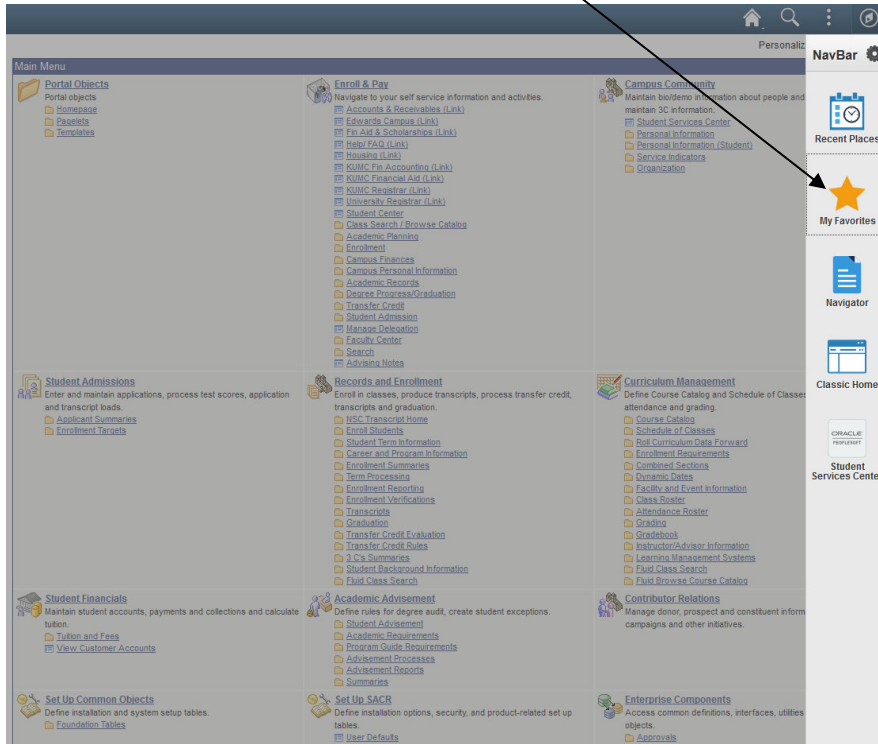 Personaliz
Main Menu
Portal Objects
Portal objects
Homepage
Pagelets
Templates
Enroll & Pay
Navigate to your self service information and activities.
Accounts & Receivables (Link)
Edwards Campus (Link)
Fin Aid & Scholarships (Link)
Help/ FAQ (Link)
Housing (Link)
KUMC Fin Accounting (Link)
KUMC Financial Aid (Link)
KUMC Registrar (Link)
University Registrar (Link)
Student Center
Class Search / Browse Catalog
Academic Planning
Enrollment
Campus Finances
Campus Personal Information
Academic Records
Degree Progress/Graduation
Transfer Credit
Student Admission
Manage Delegation
Faculty Center
Search
Advising Notes
Campus Community
Maintain bio/demo information about people and
maintain 3C information.
Student Services Center
Personal Information
Personal Information (Student)
Service Indicators
Organization
Student Admissions
Enter and maintain applications, process test scores, application
and transcript loads.
Applicant Summaries
Enrollment Targets
Records and Enrollment
Enroll in classes, produce transcripts, process transfer credit,
transcripts and graduation.
NSC Transcript Home
Enroll Students
Student Term Information
Career and Program Information
Enrollment Summaries
Term Processing
Enrollment Reporting
Enrollment Verifications
Transcripts
Graduation
Transfer Credit Evaluation
Transfer Credit Rules
3 C's Summaries
Student Background Information
Fluid Class Search
Curriculum Management
Define Course Catalog and Schedule of Classes
attendance and grading.
Course Catalog
Schedule of Classes
Roll Curriculum Data Forward
Enrollment Requirements
Combined Sections
Dynamic Dates
Facility and Event Information
Class Roster
Attendance Roster
Grading
Gradebook
Instructor/Advisor Information
Learning Management Systems
Fluid Class Search
Fluid Browse Course Catalog
Student Financials
Maintain student accounts, payments and collections and calculate
tuition.
Tuition and Fees
View Customer Accounts
Academic Advisement
Define rules for degree audit, create student exceptions.
Student Advisement
Academic Requirements
Program Guide Requirements
Advisement Processes
Advisement Reports
Summaries
Contributor Relations
Manage donor, prospect and constituent inform
campaigns and other initiatives.
Set Up Common Objects
Define installation and system setup tables.
Foundation Tables
Set Up SACR
Define installation options, security, and product-related set up
tables.
User Defaults
Enterprise Components
Access common definitions, interfaces, utilities
objects.
Approvals
NavBar
Recent Places
My Favorites
Navigator
Classic Home
ORACLE
PEOPLESOFT
Student
Services Cente